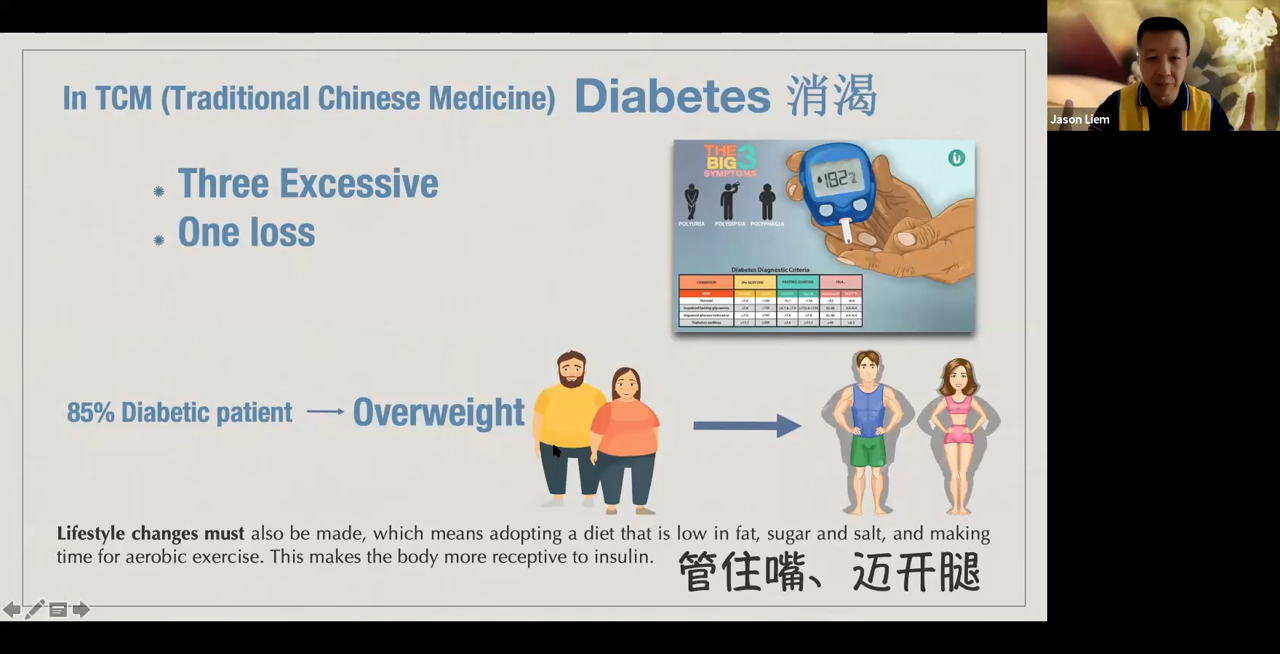 In TCM (Traditional Chinese Medicine) Diabetes 消渴
Jason Liem
Three Excessive
One loss
THE BIG 3
SYMPTOMS
POLYURIA POLYDIPSIA POLYPHAGIA
182
Diabetes Diagnostic Criteria
CONDITION
85% Diabetic patient
Overweight
Lifestyle changes must also be made, which means adopting a diet that is low in fat, sugar and salt, and making
time for aerobic exercise. This makes the body more receptive to insulin.
管住嘴、迈开腿